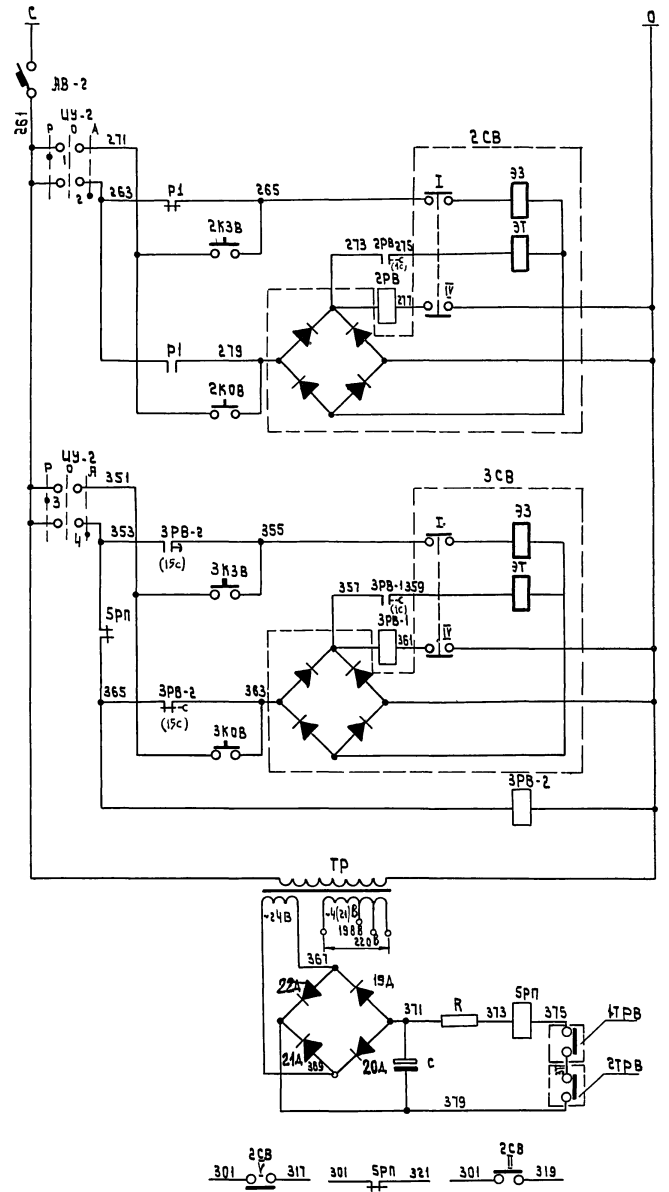 С О
АВ-2
261
ЦУ-2
Р О А
271
1
2
263
Р1
265
2КЗВ
2СВ
I
ЭЗ
273 2РВ 275
(1с)
ЭТ
2РВ
277
IV
Р1
279
2КОВ
ЦУ-2
Р О А
351
3
4
353
3РВ-2
(15с)
355
3КЗВ
3СВ
I
ЭЗ
357 3РВ-1 359
(1с)
ЭТ
3РВ-1
361
IV
5РП
365
3РВ-2
(15с)
363
3КОВ
3РВ-2
ТР
~24В
~4(21)В
198В
220В
367
22Д
19Д
21Д
369
20Д
371
R
373
5РП
375
1ТРВ
С
2ТРВ
379
301
2СВ
V
317
301
5РП
321
301
2СВ
II
319